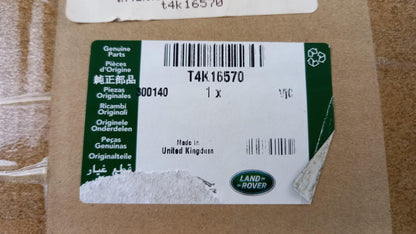 t4k16570
Genuine
Parts
Pièces
d'Origine
純正部品
Piezas
Originales
Ricambi
Originali
Originele
Onderdelen
Peças
Genuinas
Originalteile
قطع غيار
T4K16570
300140
1 x
Made in
United Kingdom
LAND-
ROVER